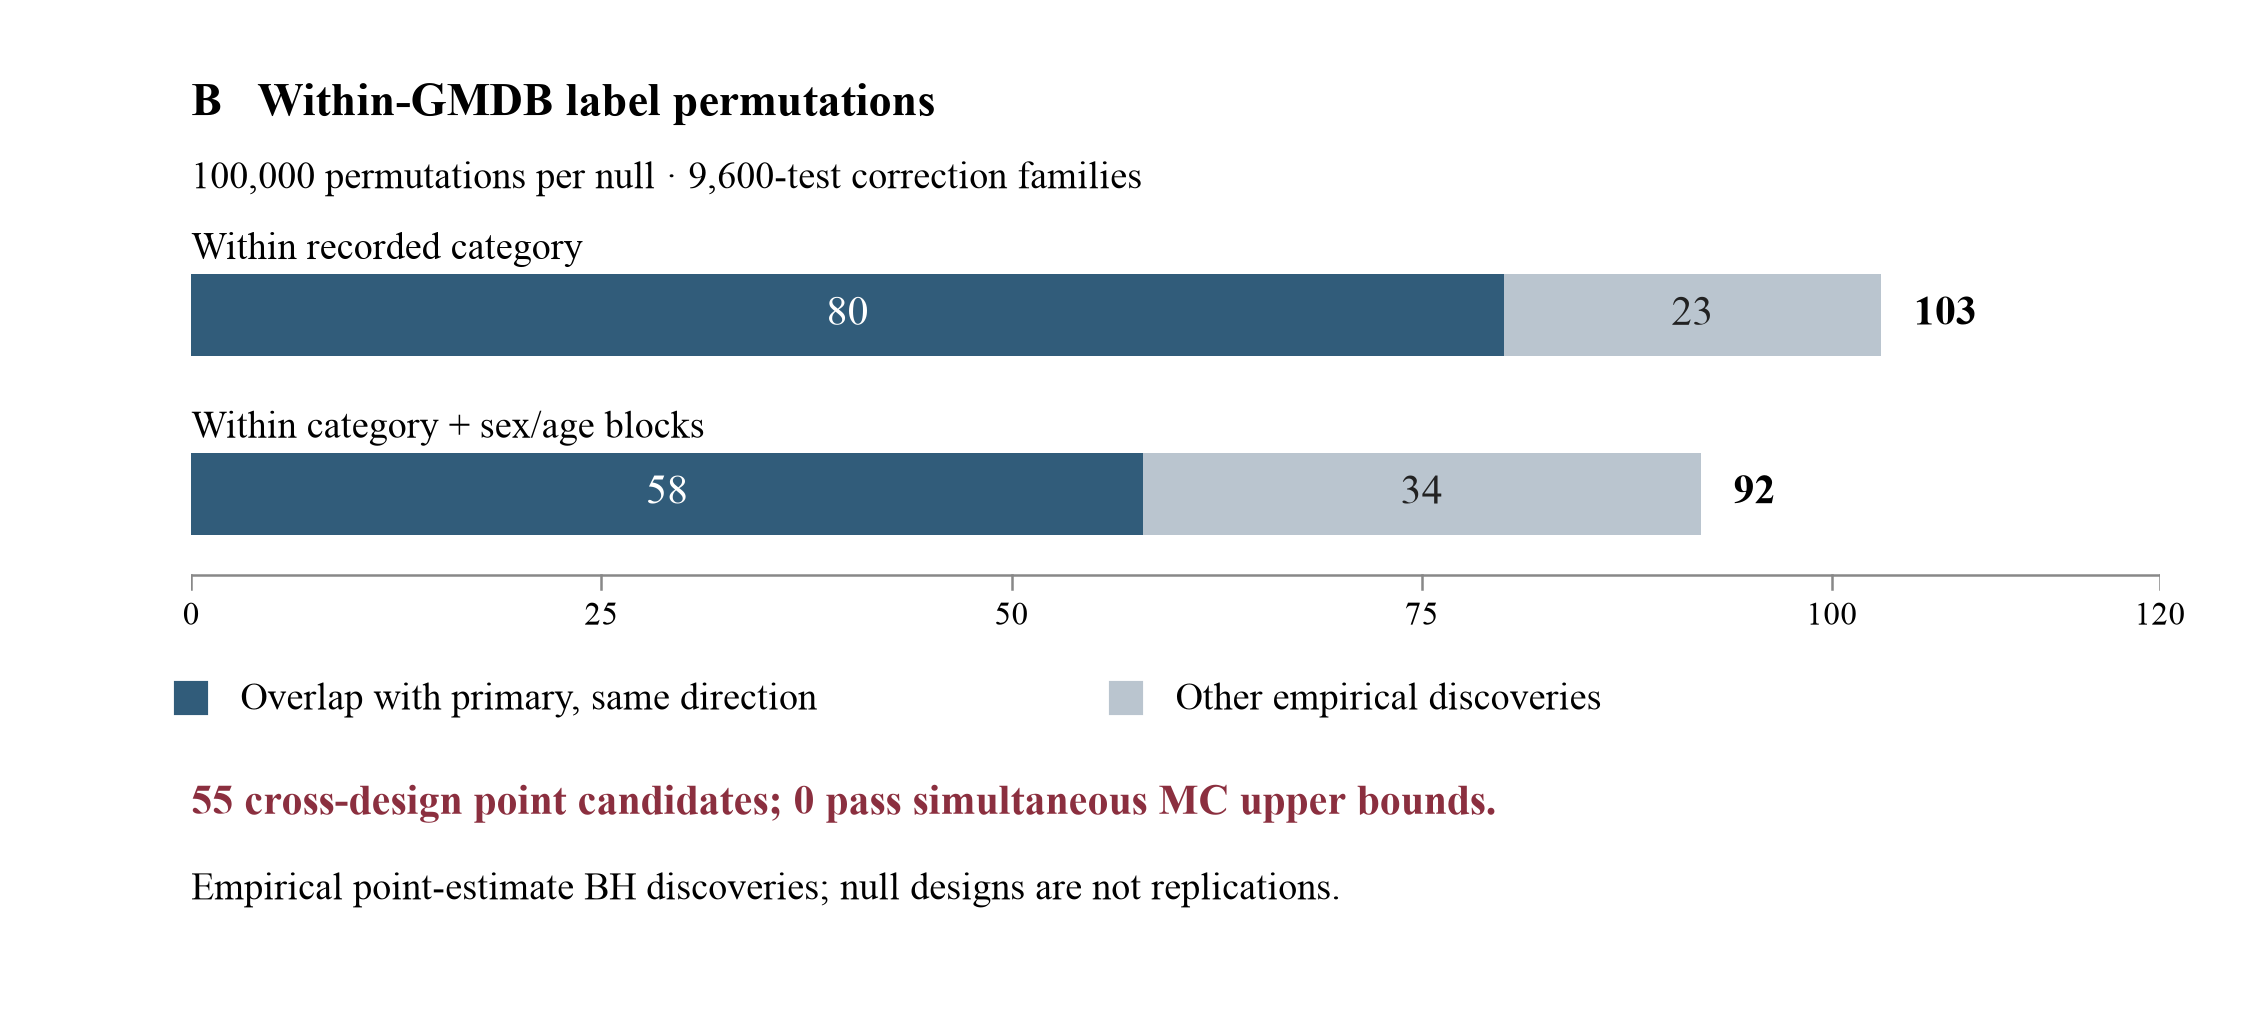 B Within-GMDB label permutations
100,000 permutations per null · 9,600-test correction families
Within recorded category
80 23 103
Within category + sex/age blocks
58 34 92
0 25 50 75 100 120
Overlap with primary, same direction Other empirical discoveries
55 cross-design point candidates; 0 pass simultaneous MC upper bounds.
Empirical point-estimate BH discoveries; null designs are not replications.